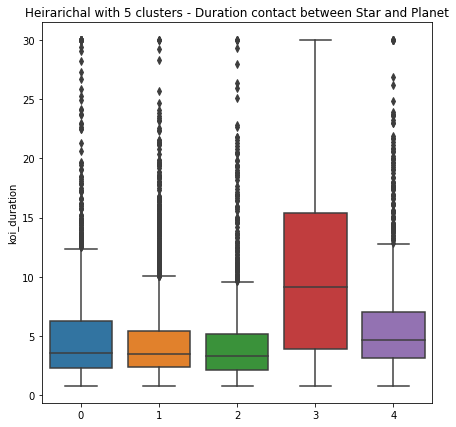 Heirarichal with 5 clusters - Duration contact between Star and Planet
30
25
20
15
10
5
0
koi_duration
0 1 2 3 4